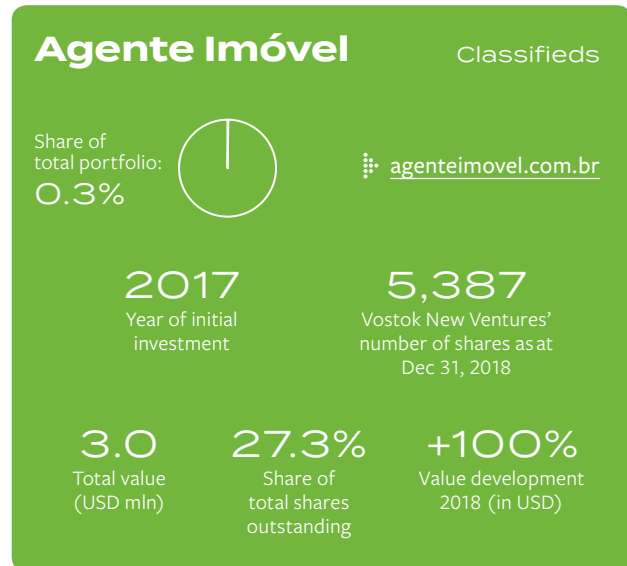 Agente Imóvel
Classifieds
Share of
total portfolio:
0.3%
agenteimovel.com.br
2017
Year of initial
investment
5,387
Vostok New Ventures’
number of shares as at
Dec 31, 2018
3.0
Total value
(USD mln)
27.3%
Share of
total shares
outstanding
+100%
Value development
2018 (in USD)